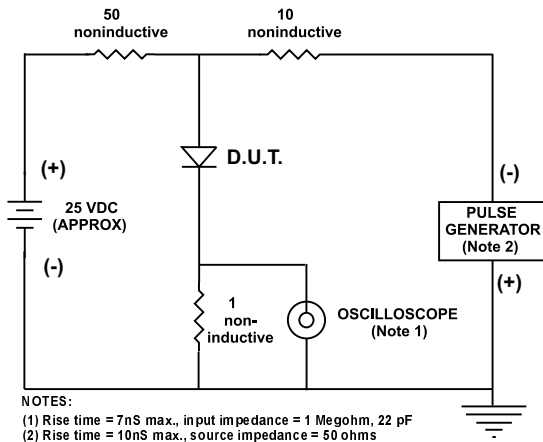 50
noninductive
10
noninductive
D.U.T.
(+)
25 VDC
(APPROX)
(-)
(-)
PULSE
GENERATOR
(Note 2)
(+)
1
non-
inductive
OSCILLOSCOPE
(Note 1)
NOTES:
(1) Rise time = 7nS max., input impedance = 1 Megohm, 22 pF
(2) Rise time = 10nS max., source impedance = 50 ohms